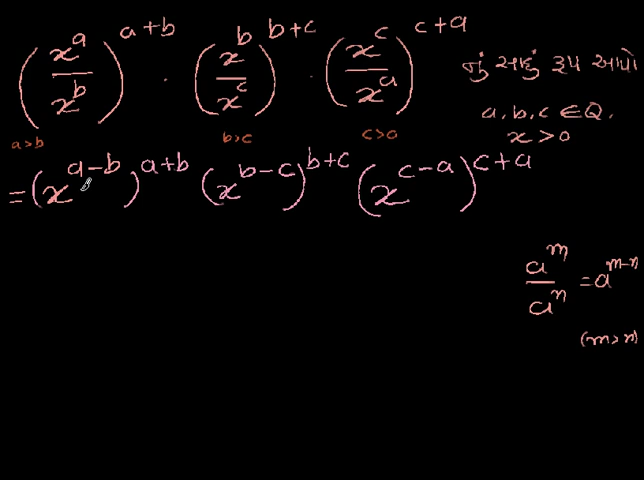 (x^a / x^b)^{a+b} · (x^b / x^c)^{b+c} · (x^c / x^a)^{c+a} નું સાદું રૂપ આપો
a, b, c ∈ Q.
x > 0
a>b b>c c>a
= (x^{a-b})^{a+b} (x^{b-c})^{b+c} (x^{c-a})^{c+a}
a^m / a^n = a^{m-n}
(m>n)